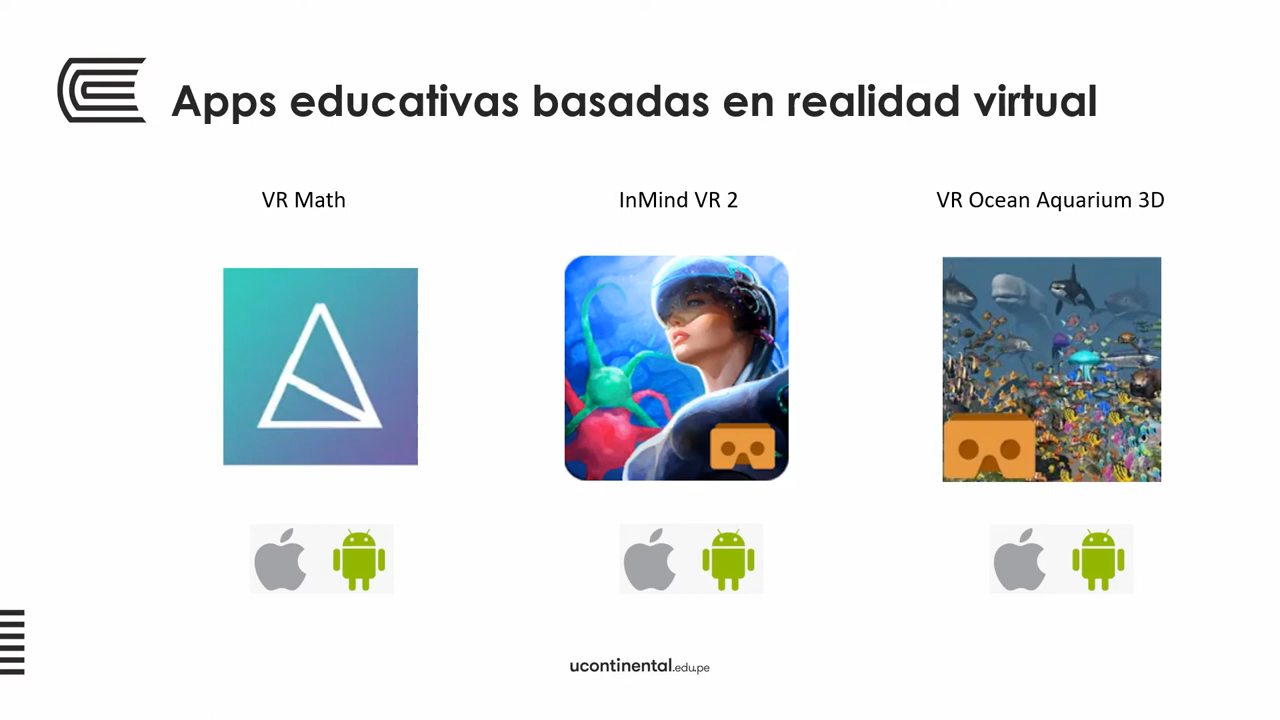 Apps educativas basadas en realidad virtual
VR Math
InMind VR 2
VR Ocean Aquarium 3D
ucontinental.edu.pe